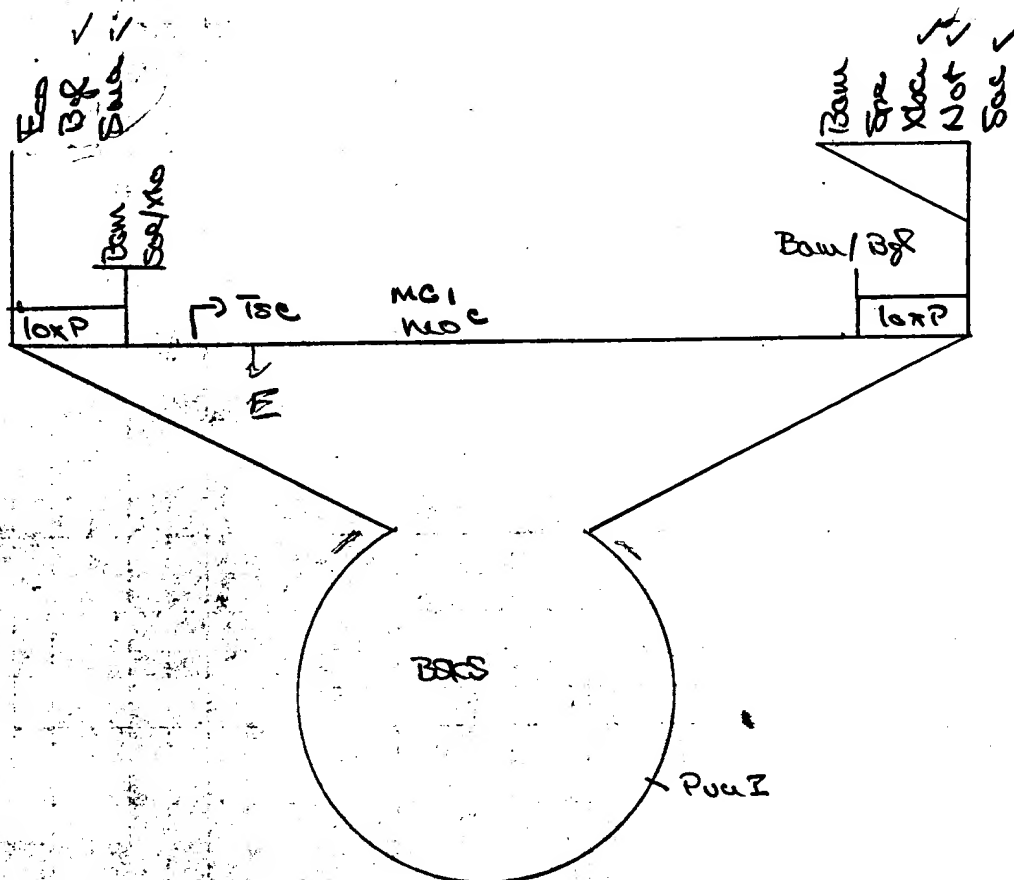 Eco
Bgl ✓
Sma
Bam
Spe
Xba ✓
Not ✓
Sac ✓
Bam
Sal/Xho
Bam / Bgl
loxP
Tsc
MC1
neo
loxP
E
BSKS
PvuI